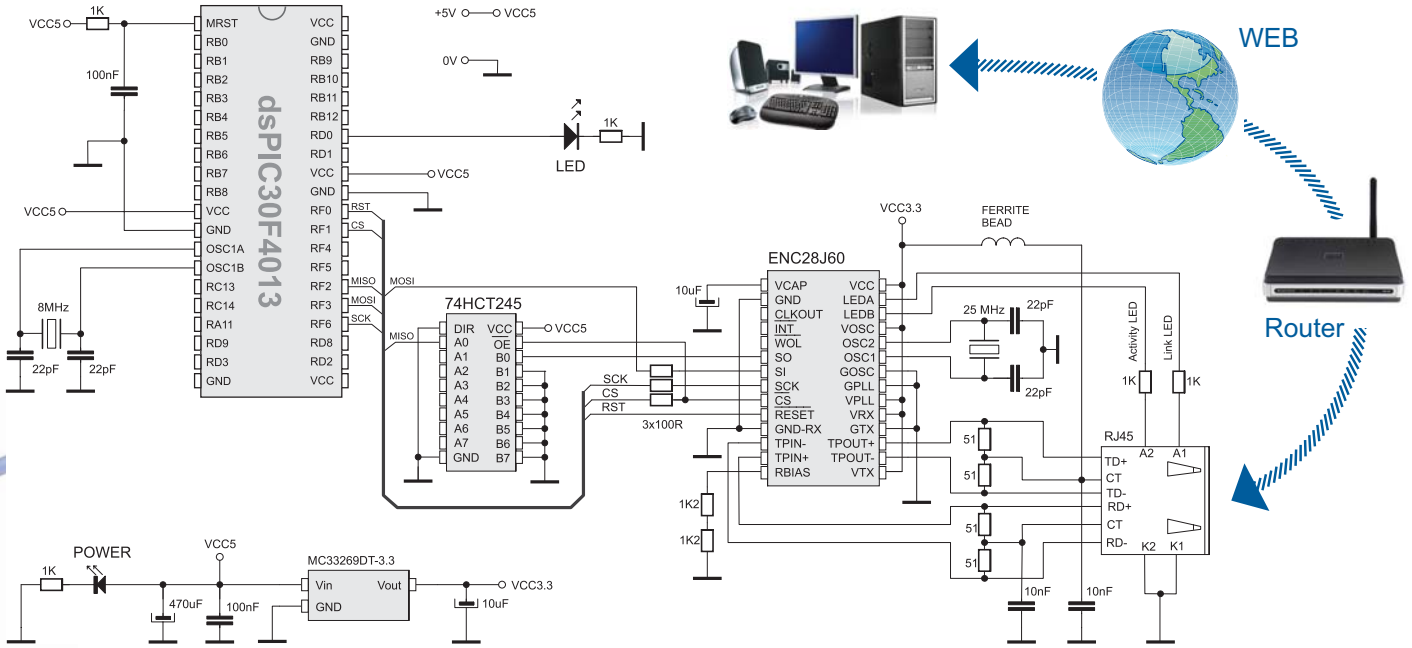 VCC5
1K
100nF
VCC5
8MHz
22pF
22pF
dsPIC30F4013
MRST
RB0
RB1
RB2
RB3
RB4
RB5
RB6
RB7
RB8
VCC
GND
OSC1A
OSC1B
RC13
RC14
RA11
RD9
RD3
GND
VCC
GND
RB9
RB10
RB11
RB12
RD0
RD1
VCC
GND
RF0
RF1
RF4
RF5
RF2
RF3
RF6
RD8
RD2
VCC
+5V
VCC5
0V
LED
1K
VCC5
RST
CS
MISO
MOSI
SCK
MOSI
MISO
74HCT245
DIR
A0
A1
A2
A3
A4
A5
A6
A7
GND
VCC
OE
B0
B1
B2
B3
B4
B5
B6
B7
VCC5
SCK
CS
RST
3x100R
10uF
ENC28J60
VCAP
GND
CLKOUT
INT
WOL
SO
SI
SCK
CS
RESET
GND-RX
TPIN-
TPIN+
RBIAS
VCC
LEDA
LEDB
VOSC
OSC2
OSC1
GOSC
GPLL
VPLL
VRX
GTX
TPOUT+
TPOUT-
VTX
1K2
1K2
VCC3.3
FERRITE
BEAD
25 MHz
22pF
22pF
Activity LED
Link LED
1K
1K
51
51
51
51
10nF
10nF
RJ45
A2
A1
TD+
CT
TD-
RD+
CT
RD-
K2
K1
WEB
Router
POWER
1K
470uF
VCC5
100nF
MC33269DT-3.3
Vin
Vout
GND
10uF
VCC3.3